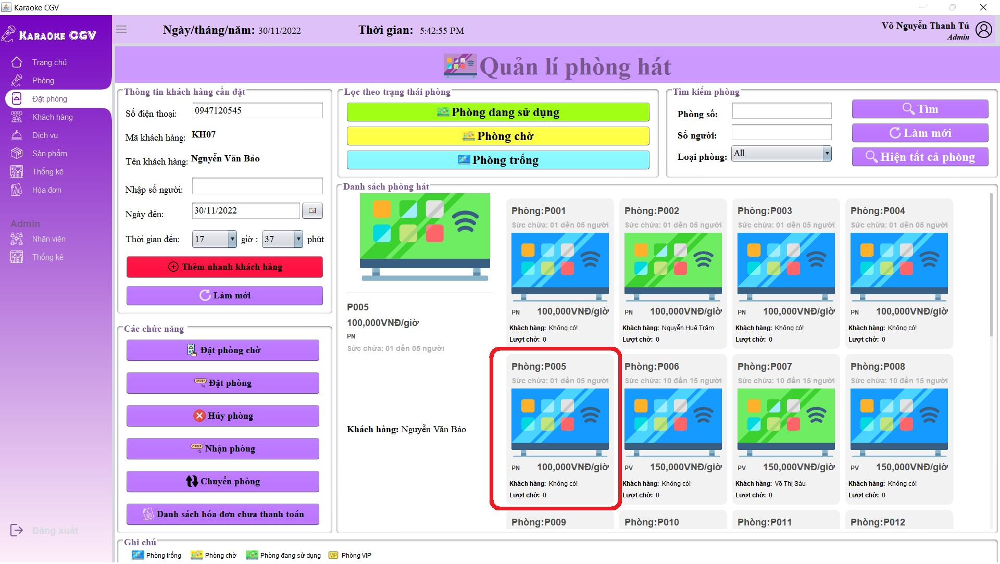 Karaoke CGV
KARAOKE CGV
Ngày/tháng/năm: 30/11/2022
Thời gian: 5:42:55 PM
Võ Nguyễn Thanh Tú
Admin
Trang chủ
Phòng
Đặt phòng
Khách hàng
Dịch vụ
Sản phẩm
Thống kê
Hóa đơn
Admin
Nhân viên
Thống kê
Đăng xuất
Quản lí phòng hát
Thông tin khách hàng cần đặt
Số điện thoại: 0947120545
Mã khách hàng: KH07
Tên khách hàng: Nguyễn Văn Bảo
Nhập số người:
Ngày đến: 30/11/2022
Thời gian đến: 17 giờ : 37 phút
Thêm nhanh khách hàng
Làm mới
Các chức năng
Đặt phòng chờ
ORDER Đặt phòng
Hủy phòng
ORDER Nhận phòng
Chuyển phòng
Danh sách hóa đơn chưa thanh toán
Lọc theo trạng thái phòng
Phòng đang sử dụng
Phòng chờ
Phòng trống
Tìm kiếm phòng
Phòng số:
Số người:
Loại phòng: All
Tìm
Làm mới
Hiện tất cả phòng
Danh sách phòng hát
P005
100,000VNĐ/giờ
PN
Sức chứa: 01 đến 05 người
Khách hàng: Nguyễn Văn Bảo
Phòng:P001
Sức chứa: 01 đến 05 người
PN 100,000VNĐ/giờ
Khách hàng: Không có!
Lượt chờ: 0
Phòng:P002
Sức chứa: 01 đến 05 người
PN 100,000VNĐ/giờ
Khách hàng: Nguyễn Huệ Trâm
Lượt chờ: 0
Phòng:P003
Sức chứa: 01 đến 05 người
PN 100,000VNĐ/giờ
Khách hàng: Không có!
Lượt chờ: 0
Phòng:P004
Sức chứa: 01 đến 05 người
PN 100,000VNĐ/giờ
Khách hàng: Không có!
Lượt chờ: 0
Phòng:P005
Sức chứa: 01 đến 05 người
PN 100,000VNĐ/giờ
Khách hàng: Không có!
Lượt chờ: 0
Phòng:P006
Sức chứa: 10 đến 15 người
PV 150,000VNĐ/giờ
Khách hàng: Không có!
Lượt chờ: 0
Phòng:P007
Sức chứa: 10 đến 15 người
PV 150,000VNĐ/giờ
Khách hàng: Võ Thị Sáu
Lượt chờ: 0
Phòng:P008
Sức chứa: 10 đến 15 người
PV 150,000VNĐ/giờ
Khách hàng: Không có!
Lượt chờ: 0
Phòng:P009
Phòng:P010
Phòng:P011
Phòng:P012
Ghi chú
Phòng trống
Phòng chờ
Phòng đang sử dụng
VIP Phòng VIP